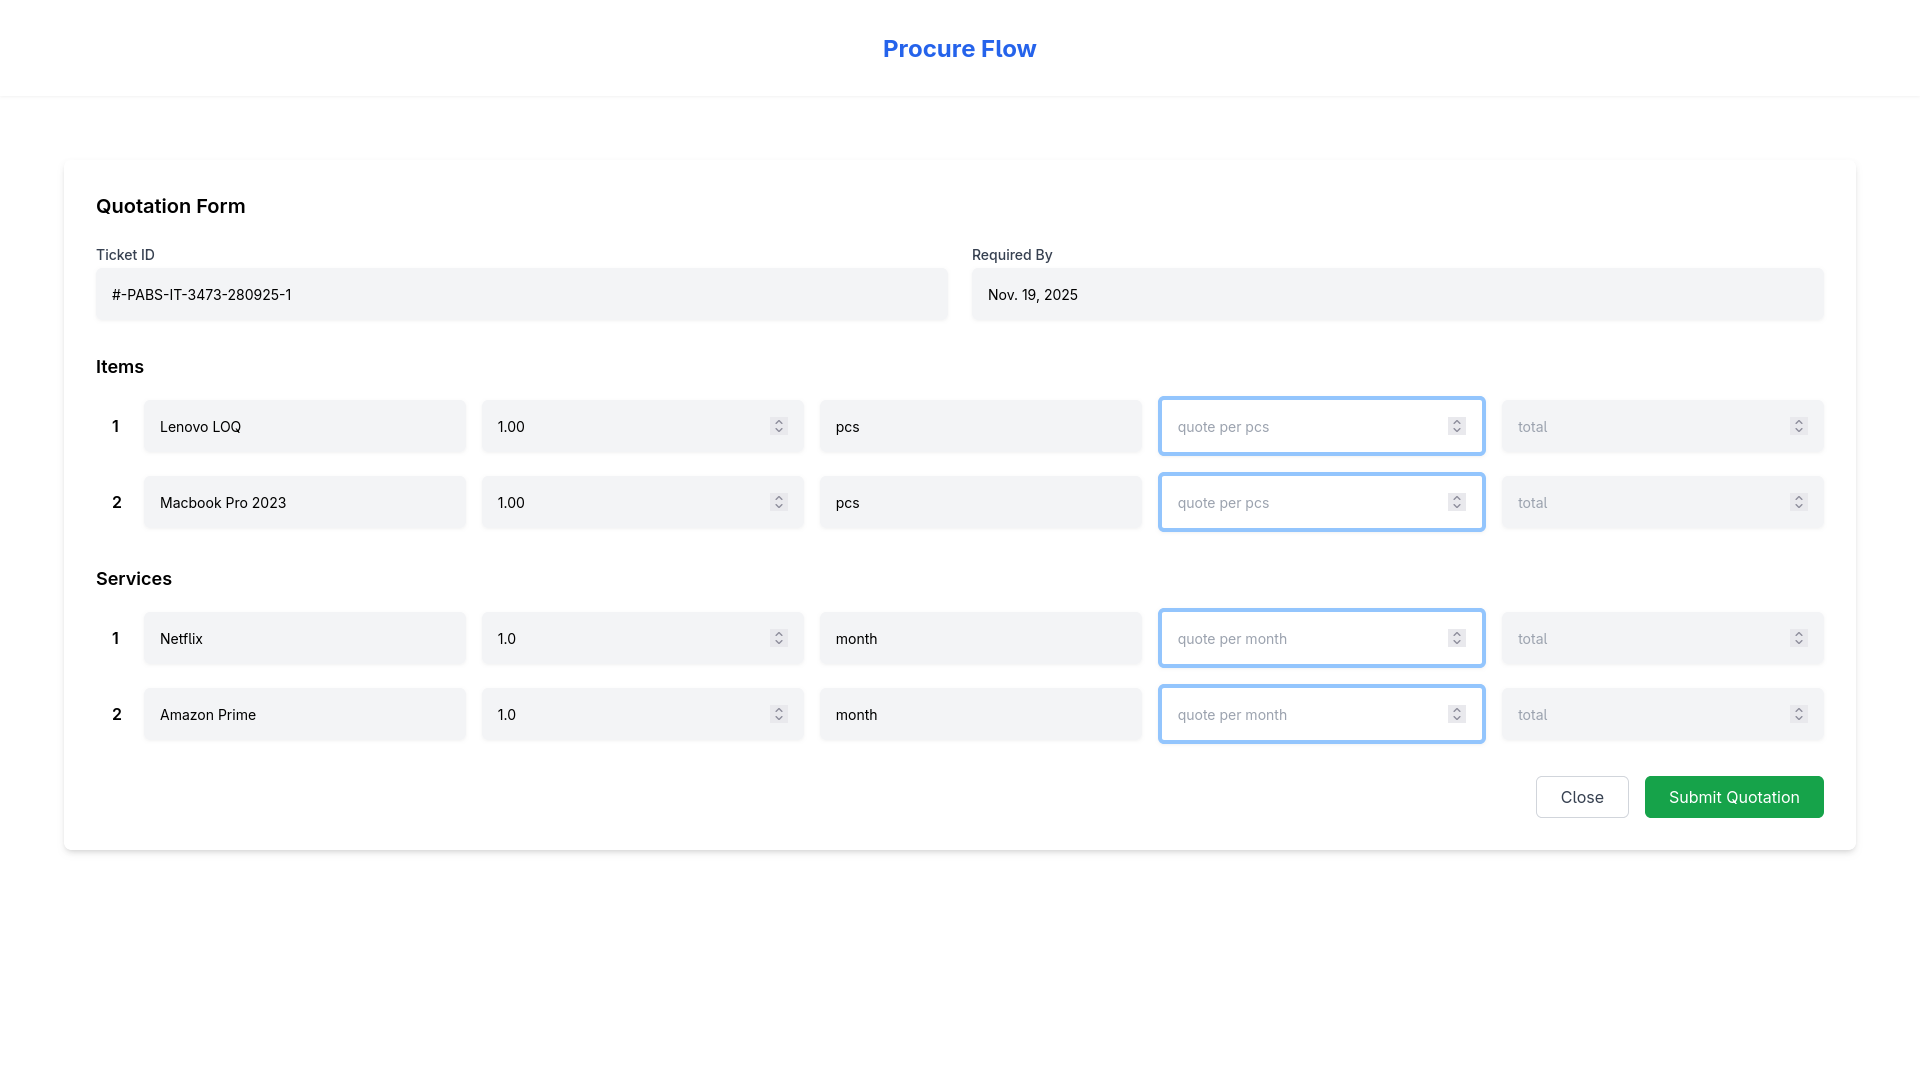 Procure Flow
Quotation Form
Ticket ID Required By
#-PABS-IT-3473-280925-1 Nov. 19, 2025
Items
1 Lenovo LOQ 1.00 pcs quote per pcs total
2 Macbook Pro 2023 1.00 pcs quote per pcs total
Services
1 Netflix 1.0 month quote per month total
2 Amazon Prime 1.0 month quote per month total
Close Submit Quotation